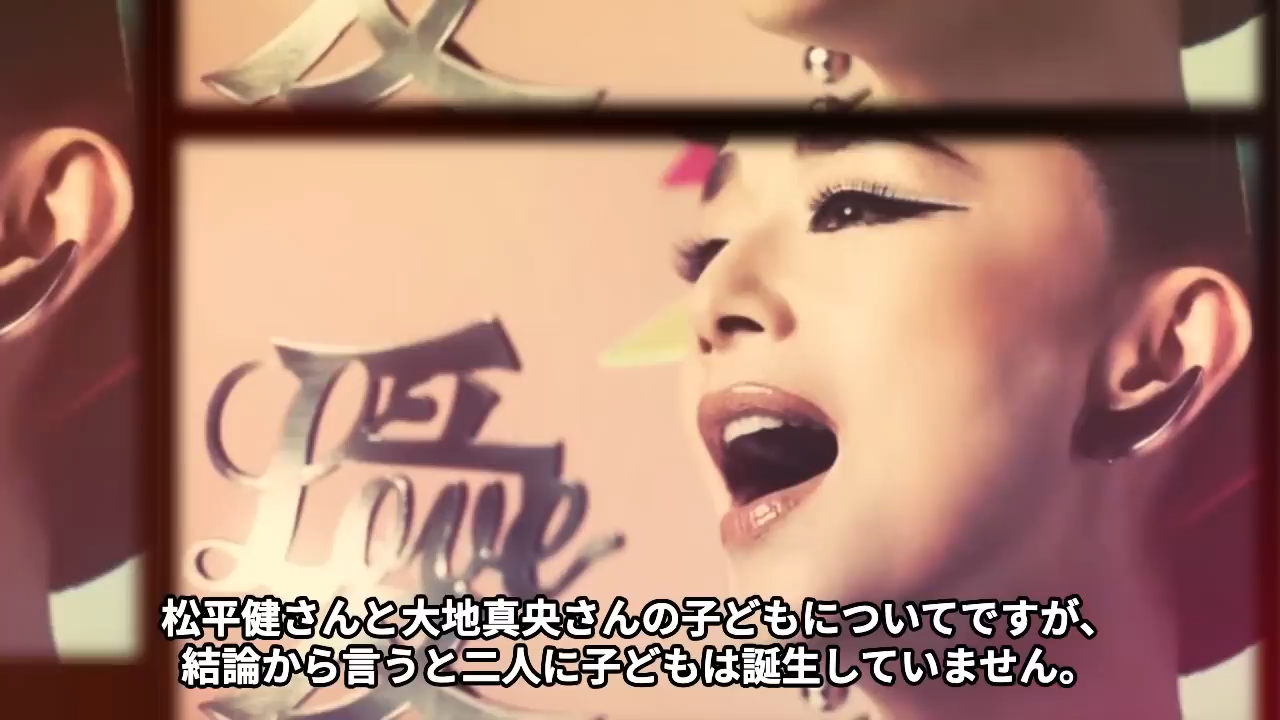 Love
松平健さんと大地真央さんの子どもについてですが、
結論から言うと二人に子どもは誕生していません。